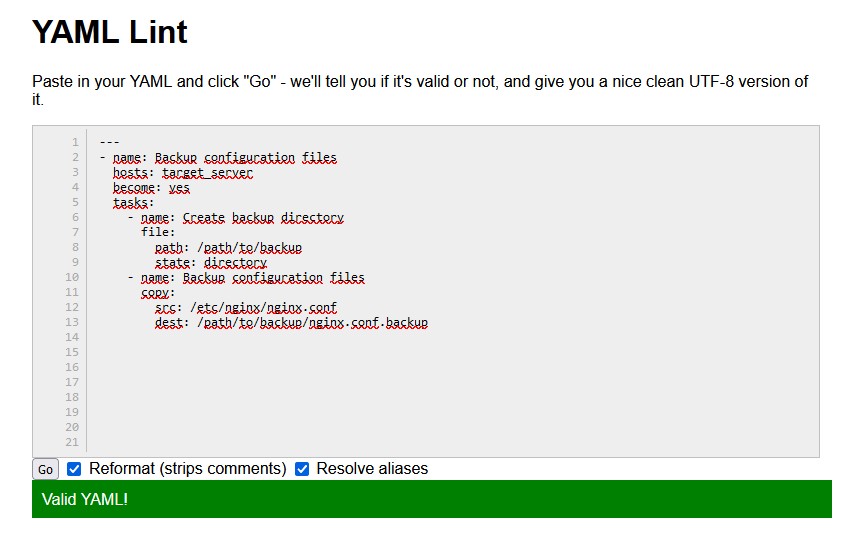 YAML Lint
Paste in your YAML and click "Go" - we'll tell you if it's valid or not, and give you a nice clean UTF-8 version of
it.
1 ---
2 - name: Backup configuration files
3   hosts: target_server
4   become: yes
5   tasks:
6     - name: Create backup directory
7       file:
8         path: /path/to/backup
9         state: directory
10     - name: Backup configuration files
11       copy:
12         src: /etc/nginx/nginx.conf
13         dest: /path/to/backup/nginx.conf.backup
14
15
16
17
18
19
20
21
Go Reformat (strips comments) Resolve aliases
Valid YAML!